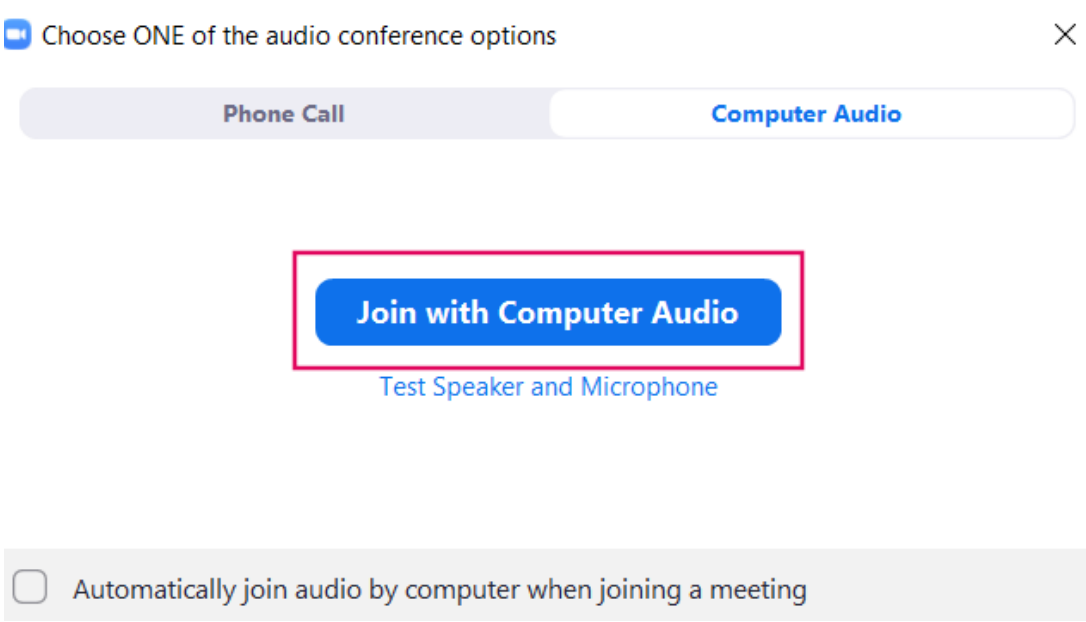 Choose ONE of the audio conference options
Phone Call
Computer Audio
Join with Computer Audio
Test Speaker and Microphone
Automatically join audio by computer when joining a meeting